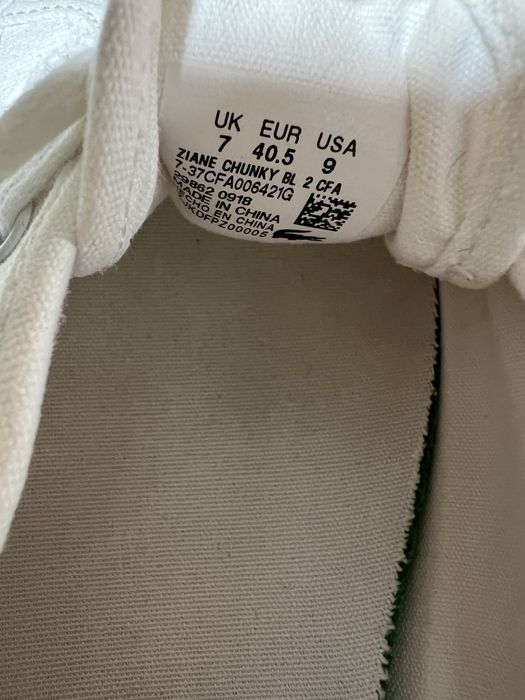 UK EUR USA
7 40.5 9
ZIANE CHUNKY BL 2 CFA
7-37CFA006421G
29862 0918
MADE IN CHINA
HECHO EN CHINA